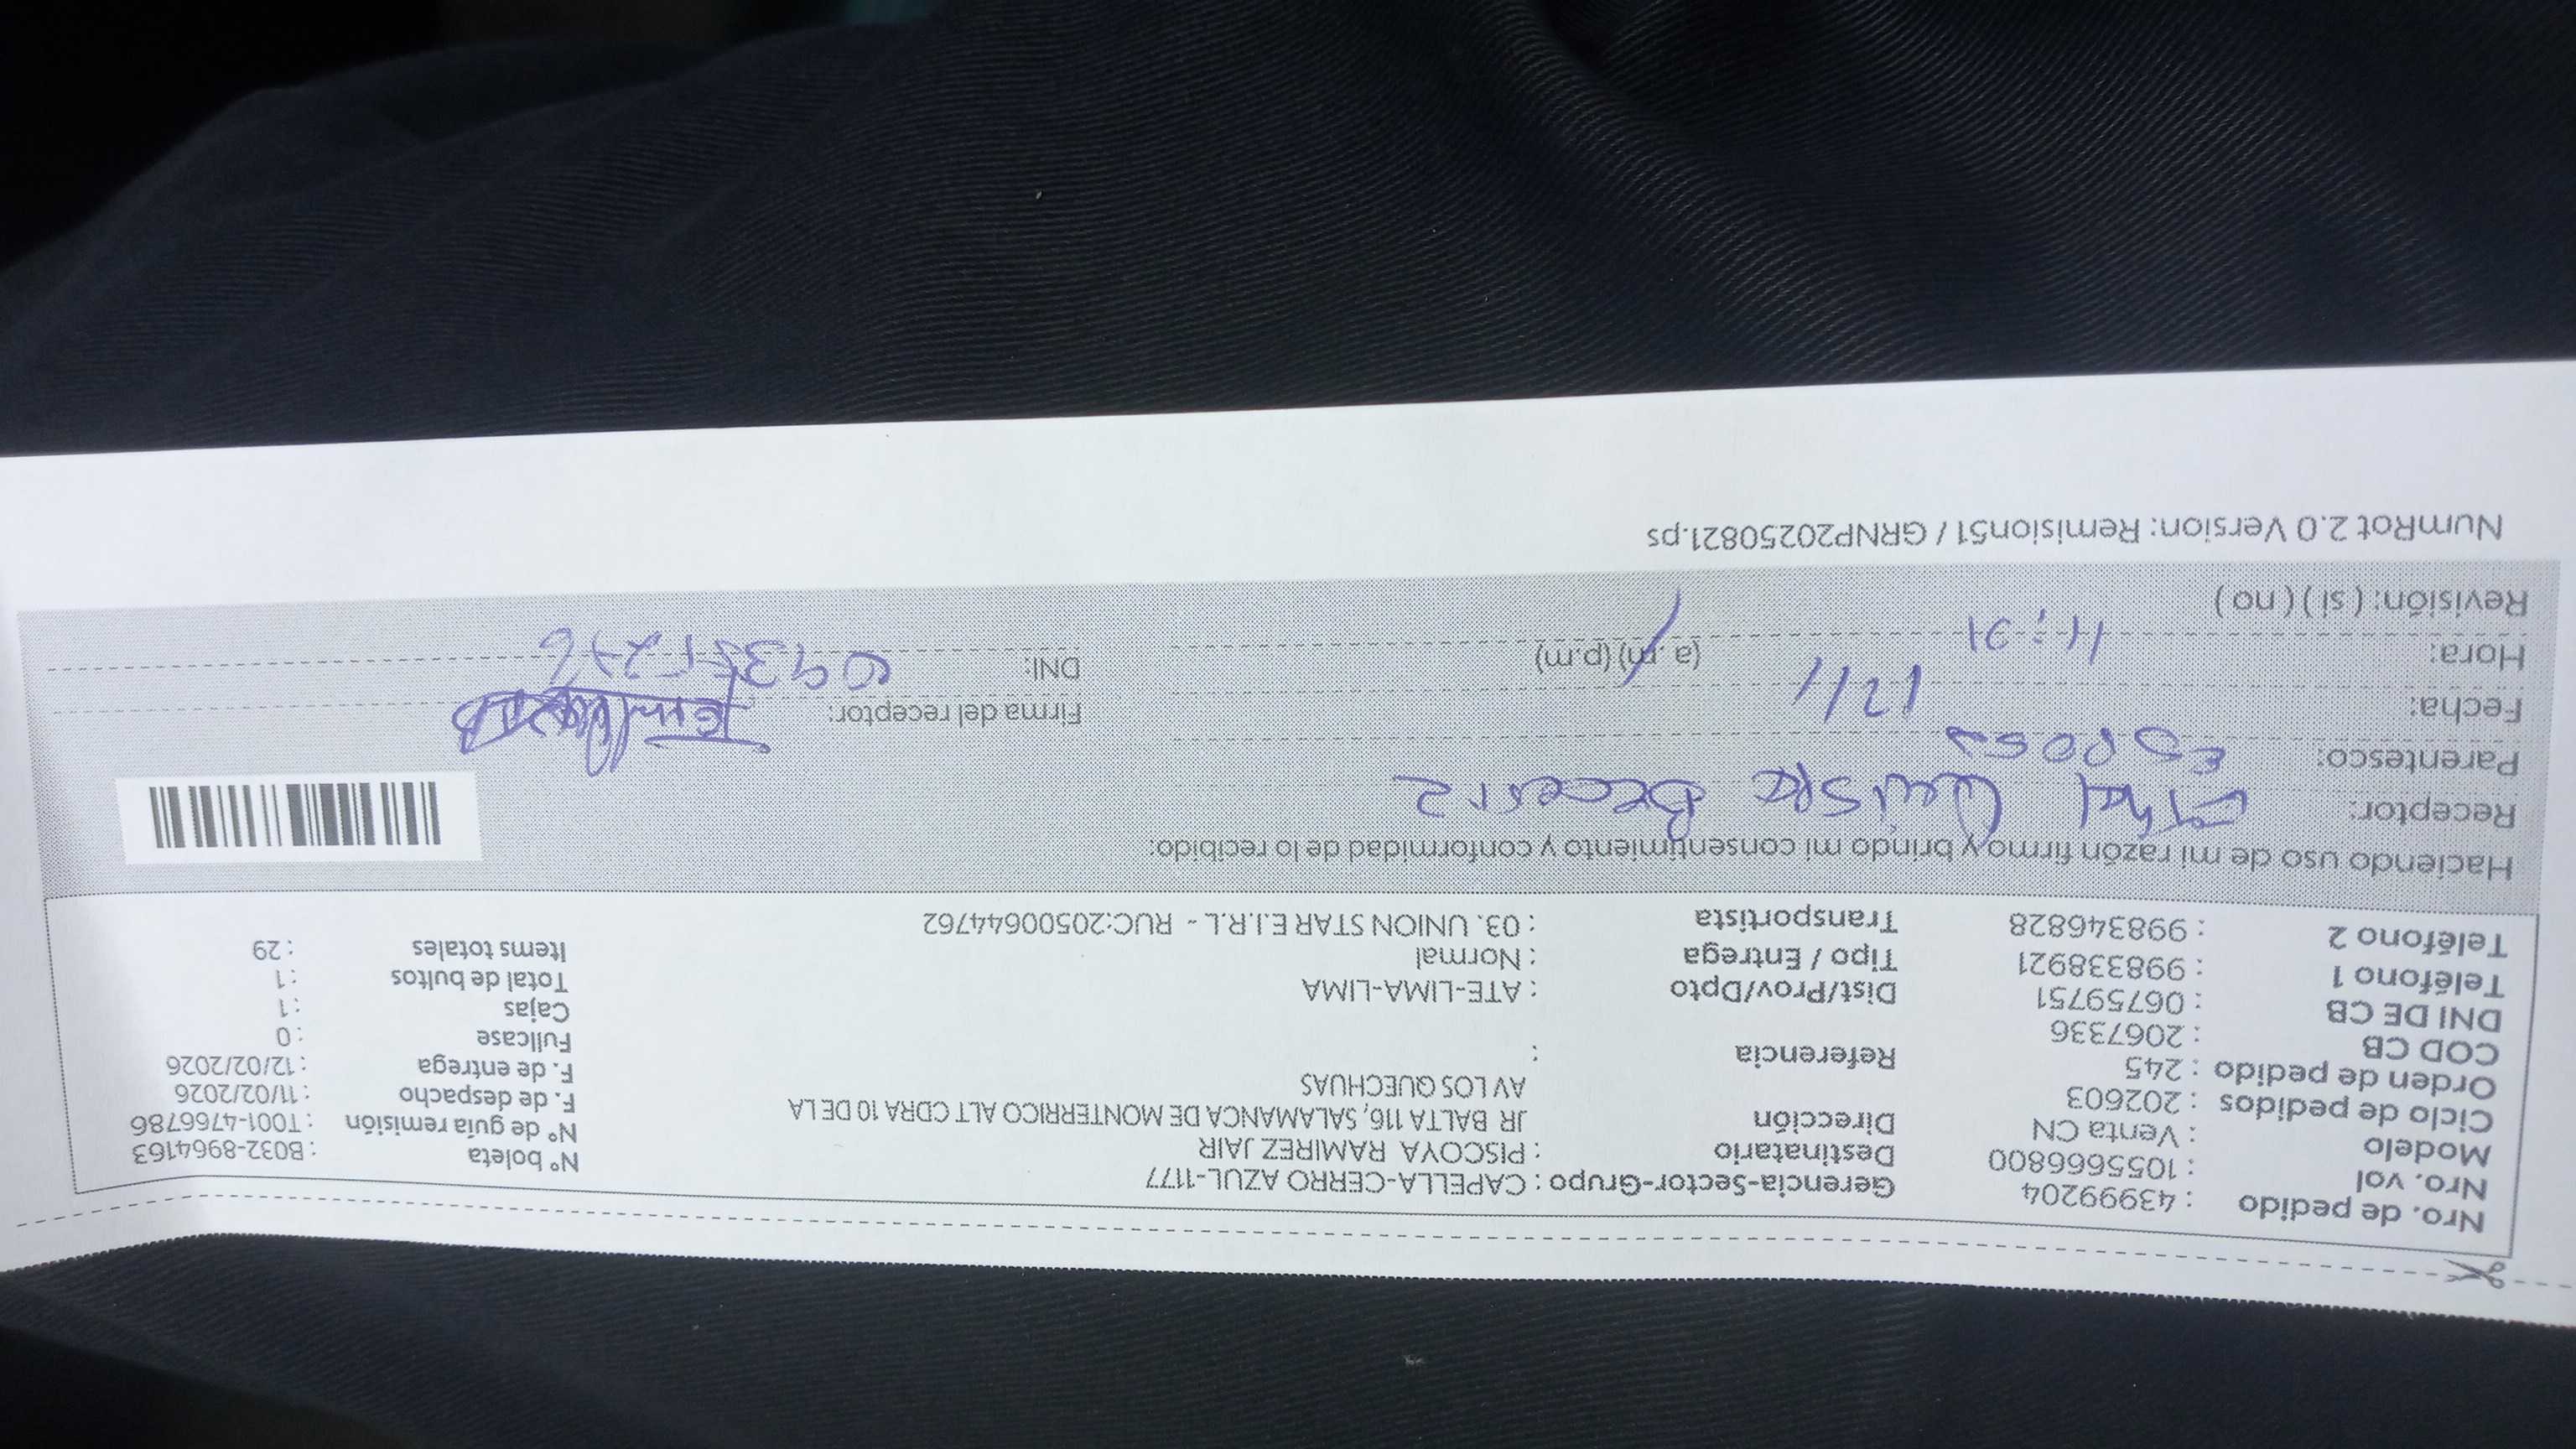 Nro. de pedido : 43999204
Nro. vol : 1055666800
Modelo : Venta CN
Ciclo de pedidos : 202603
Orden de pedido : 245
COD CB : 2067336
DNI DE CB : 06759751
Teléfono 1 : 998338921
Teléfono 2 : 998346828
Gerencia-Sector-Grupo : CAPELLA-CERRO AZUL-1177
Destinatario : PISCOYA RAMIREZ JAIR
Dirección JR BALTA 116, SALAMANCA DE MONTERRICO ALT CDRA 10 DE LA
AV LOS QUECHUAS
Referencia :
Dist/Prov/Dpto : ATE-LIMA-LIMA
Tipo / Entrega : Normal
Transportista : 03. UNION STAR E.I.R.L - RUC:20500644762
N° boleta : B032-8964163
N° de guía remisión : T001-4766786
F. de despacho : 11/02/2026
F. de entrega : 12/02/2026
Fullcase : 0
Cajas : 1
Total de bultos : 1
Items totales : 29
Haciendo uso de mi razón firmo y brindo mi consentimiento y conformidad de lo recibido:
Receptor: Ethel Quispe
Parentesco: Esposa
Fecha:
Hora: 11:21 (a.m) (p.m)
Revisión: ( si ) ( no )
Firma del receptor:
DNI:
NumRot 2.0 Version: Remision51 / GRNP20250821.ps